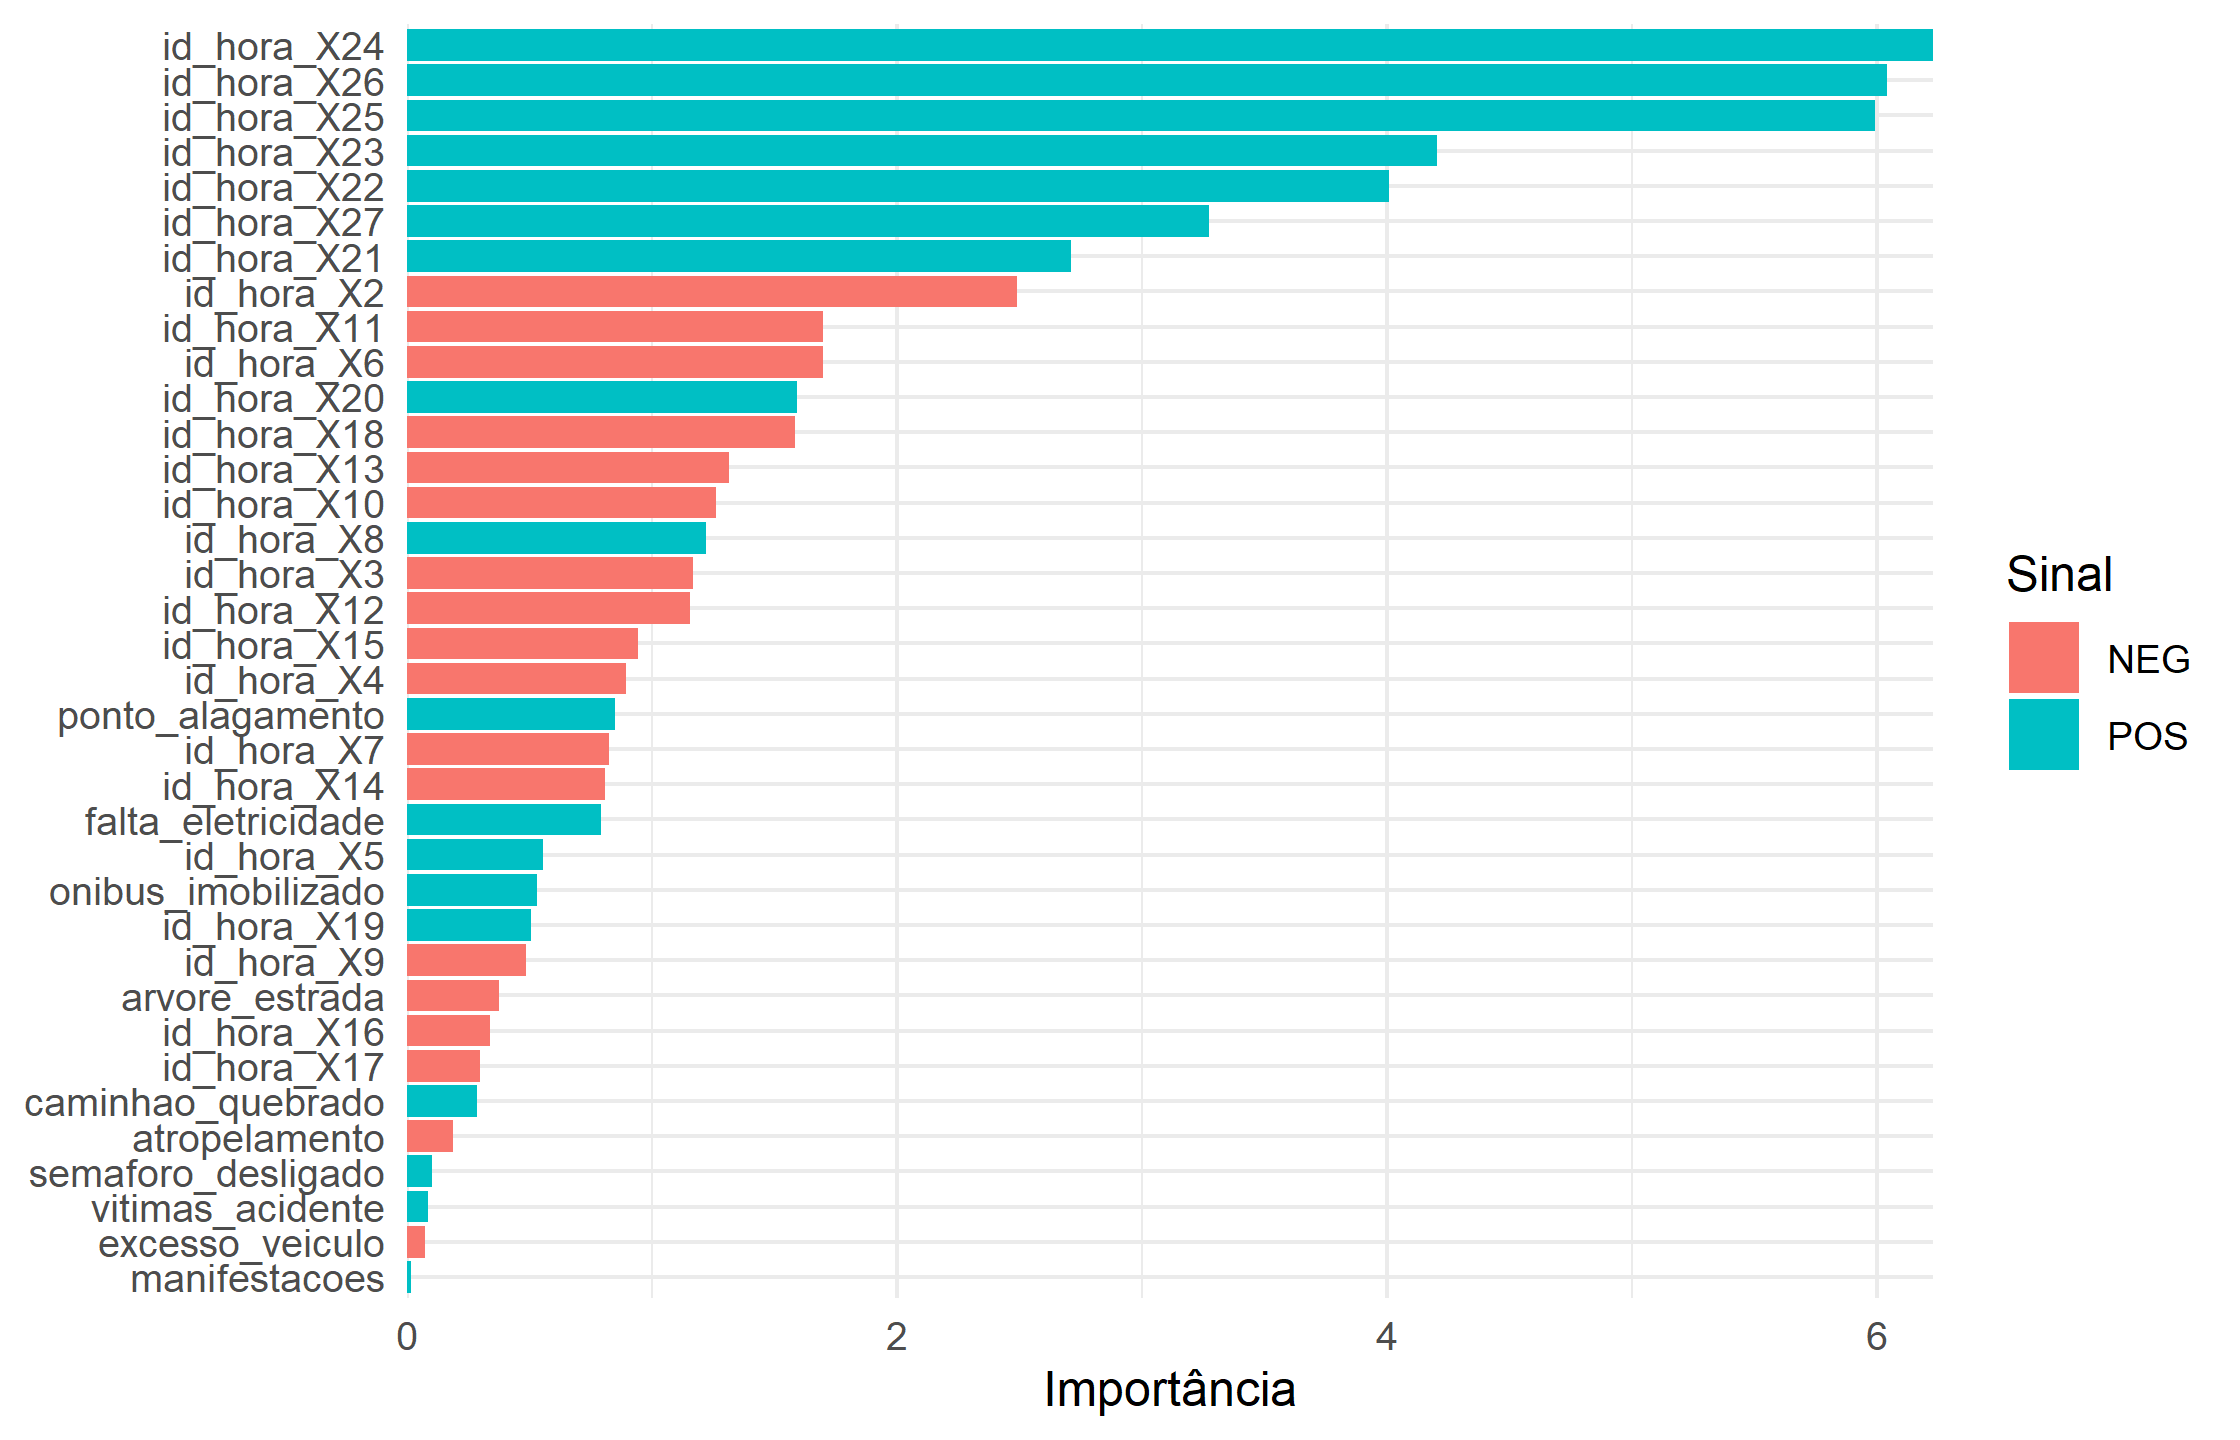 id_hora_X24
id_hora_X26
id_hora_X25
id_hora_X23
id_hora_X22
id_hora_X27
id_hora_X21
id_hora_X2
id_hora_X11
id_hora_X6
id_hora_X20
id_hora_X18
id_hora_X13
id_hora_X10
id_hora_X8
id_hora_X3
id_hora_X12
id_hora_X15
id_hora_X4
ponto_alagamento
id_hora_X7
id_hora_X14
falta_eletricidade
id_hora_X5
onibus_imobilizado
id_hora_X19
id_hora_X9
arvore_estrada
id_hora_X16
id_hora_X17
caminhao_quebrado
atropelamento
semaforo_desligado
vitimas_acidente
excesso_veiculo
manifestacoes
0 2 4 6
Importância
Sinal
NEG
POS